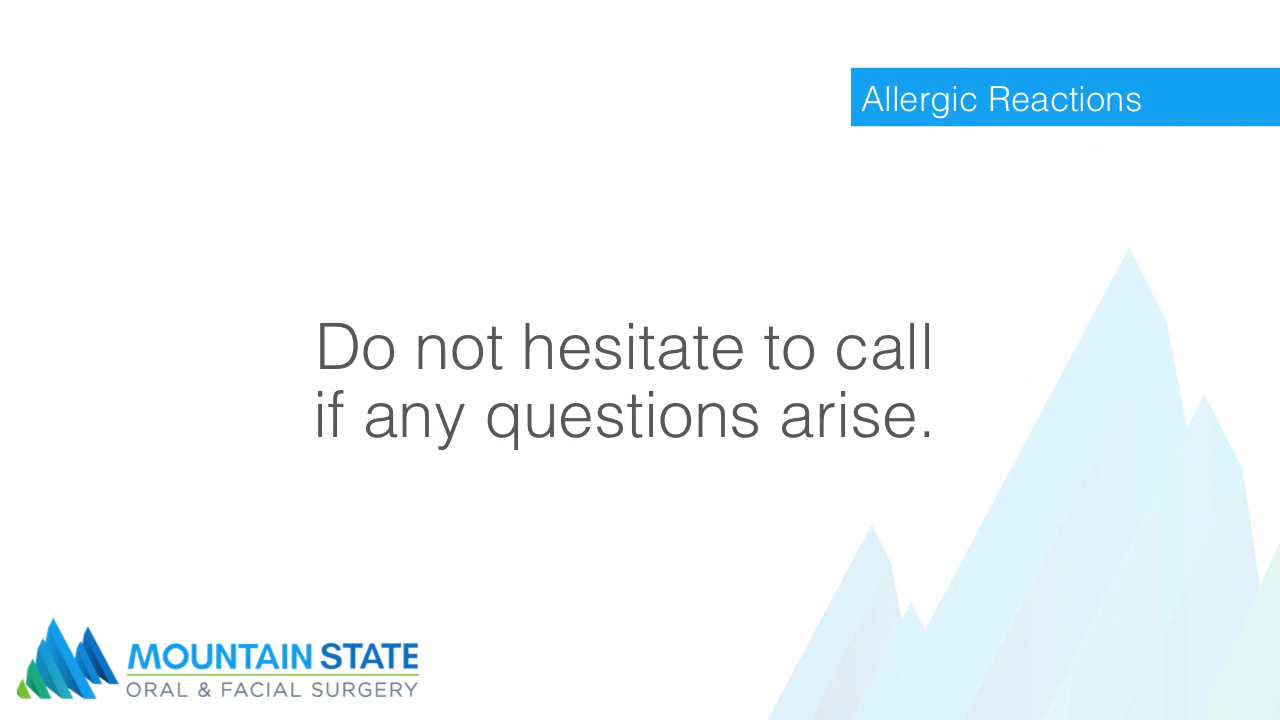 Allergic Reactions
Do not hesitate to call
if any questions arise.
MOUNTAIN STATE
ORAL & FACIAL SURGERY